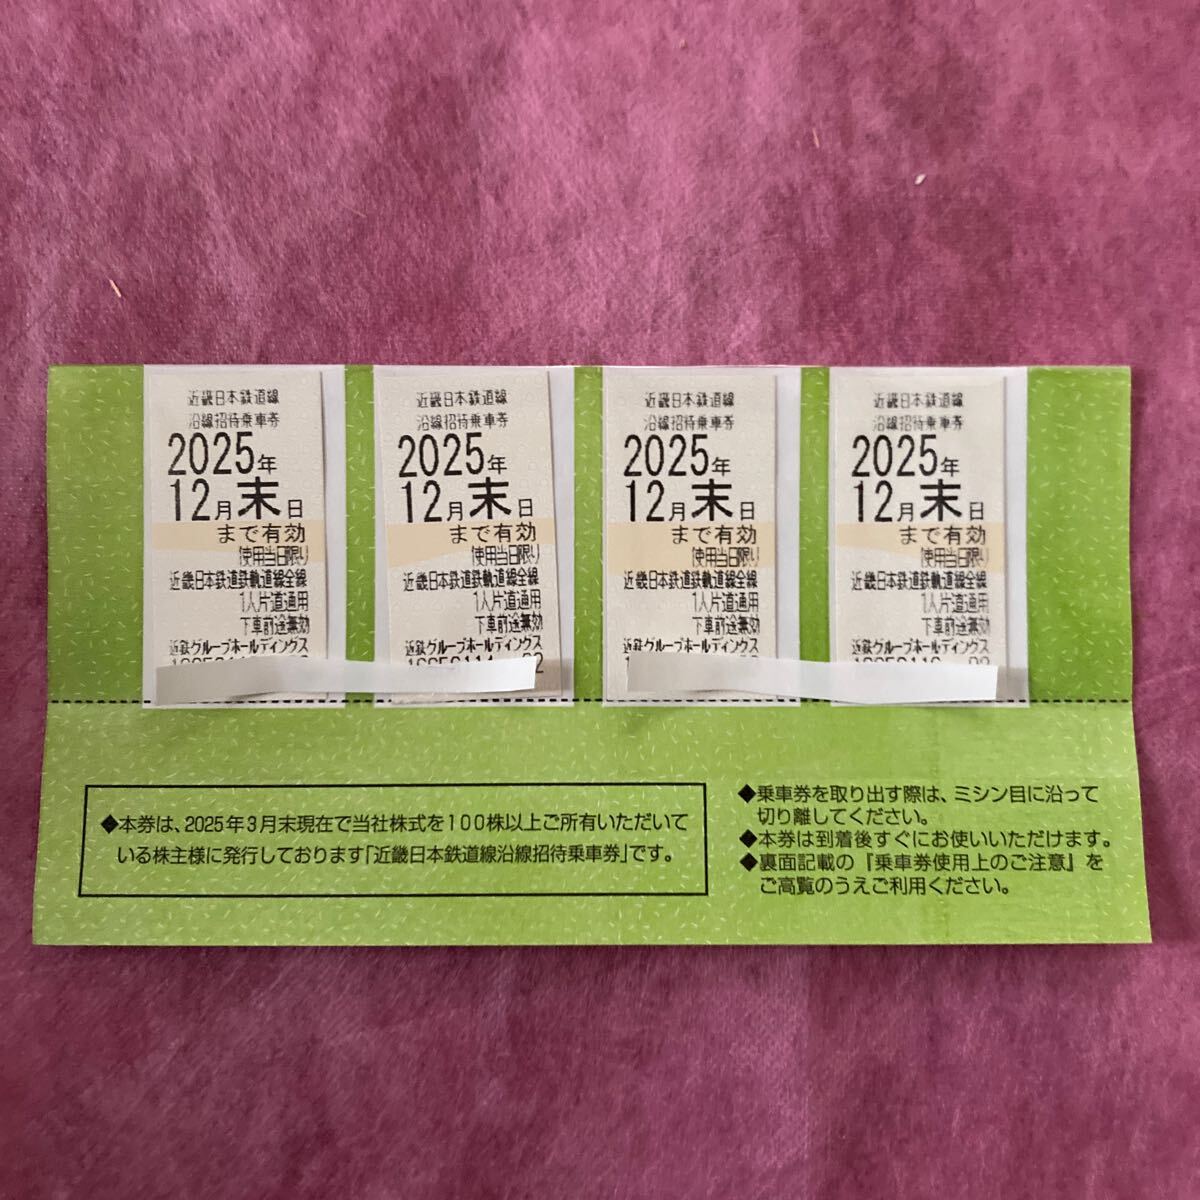 近畿日本鉄道線
沿線招待乗車券
2025年
12月末日
まで有効
使用当日限り
近畿日本鉄道鉄軌道線全線
1人片道通用
下車前途無効
近鉄グループホールディングス
近畿日本鉄道線
沿線招待乗車券
2025年
12月末日
まで有効
使用当日限り
近畿日本鉄道鉄軌道線全線
1人片道通用
下車前途無効
近鉄グループホールディングス
近畿日本鉄道線
沿線招待乗車券
2025年
12月末日
まで有効
使用当日限り
近畿日本鉄道鉄軌道線全線
1人片道通用
下車前途無効
近鉄グループホールディングス
近畿日本鉄道線
沿線招待乗車券
2025年
12月末日
まで有効
使用当日限り
近畿日本鉄道鉄軌道線全線
1人片道通用
下車前途無効
近鉄グループホールディングス
◆本券は、2025年3月末現在で当社株式を100株以上ご所有いただいて
いる株主様に発行しております「近畿日本鉄道線沿線招待乗車券」です。
◆乗車券を取り出す際は、ミシン目に沿って
切り離してください。
◆本券は到着後すぐにお使いいただけます。
◆裏面記載の『乗車券使用上のご注意』を
ご高覧のうえご利用ください。